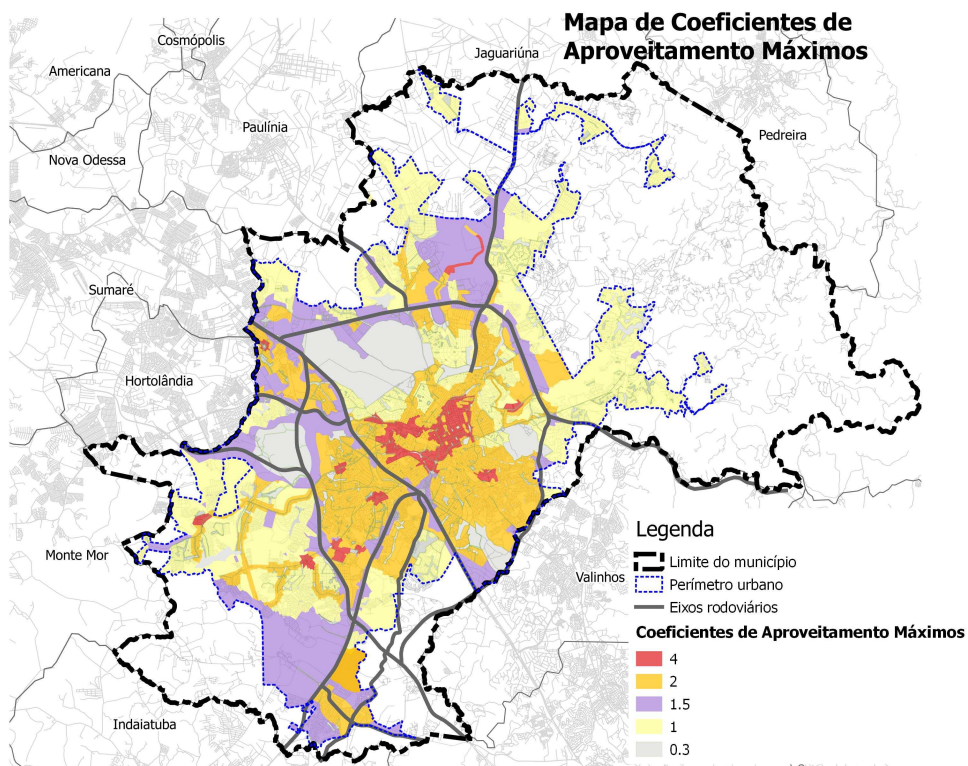 Mapa de Coeficientes de
Aproveitamento Máximos
Cosmópolis
Jaguariúna
Americana
Paulínia
Pedreira
Nova Odessa
Sumaré
Hortolândia
Monte Mor
Valinhos
Indaiatuba
Legenda
Limite do município
Perímetro urbano
Eixos rodoviários
Coeficientes de Aproveitamento Máximos
4
2
1.5
1
0.3